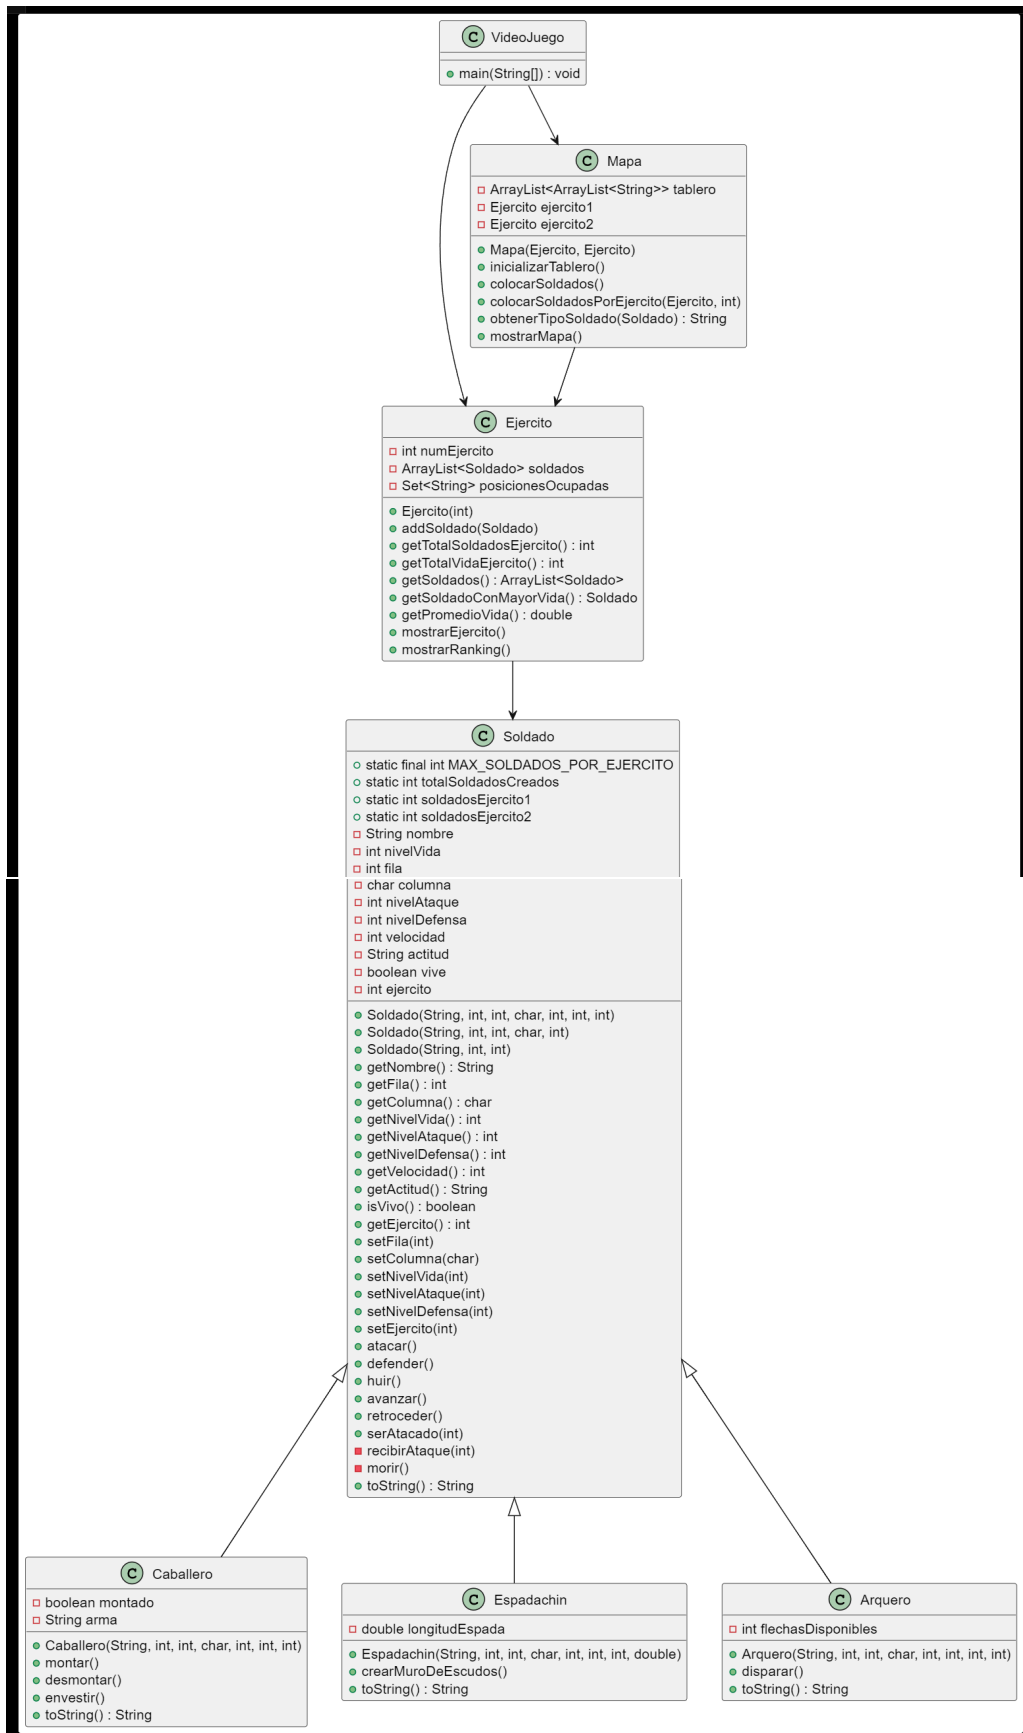 C VideoJuego
main(String[]) : void
C Mapa
ArrayList<ArrayList<String>> tablero
Ejercito ejercito1
Ejercito ejercito2
Mapa(Ejercito, Ejercito)
inicializarTablero()
colocarSoldados()
colocarSoldadosPorEjercito(Ejercito, int)
obtenerTipoSoldado(Soldado) : String
mostrarMapa()
C Ejercito
int numEjercito
ArrayList<Soldado> soldados
Set<String> posicionesOcupadas
Ejercito(int)
addSoldado(Soldado)
getTotalSoldadosEjercito() : int
getTotalVidaEjercito() : int
getSoldados() : ArrayList<Soldado>
getSoldadoConMayorVida() : Soldado
getPromedioVida() : double
mostrarEjercito()
mostrarRanking()
C Soldado
static final int MAX_SOLDADOS_POR_EJERCITO
static int totalSoldadosCreados
static int soldadosEjercito1
static int soldadosEjercito2
String nombre
int nivelVida
int fila
char columna
int nivelAtaque
int nivelDefensa
int velocidad
String actitud
boolean vive
int ejercito
Soldado(String, int, int, char, int, int, int)
Soldado(String, int, int, char, int)
Soldado(String, int, int)
getNombre() : String
getFila() : int
getColumna() : char
getNivelVida() : int
getNivelAtaque() : int
getNivelDefensa() : int
getVelocidad() : int
getActitud() : String
isVivo() : boolean
getEjercito() : int
setFila(int)
setColumna(char)
setNivelVida(int)
setNivelAtaque(int)
setNivelDefensa(int)
setEjercito(int)
atacar()
defender()
huir()
avanzar()
retroceder()
serAtacado(int)
recibirAtaque(int)
morir()
toString() : String
C Caballero
boolean montado
String arma
Caballero(String, int, int, char, int, int, int)
montar()
desmontar()
envestir()
toString() : String
C Espadachin
double longitudEspada
Espadachin(String, int, int, char, int, int, int, double)
crearMuroDeEscudos()
toString() : String
C Arquero
int flechasDisponibles
Arquero(String, int, int, char, int, int, int, int)
disparar()
toString() : String